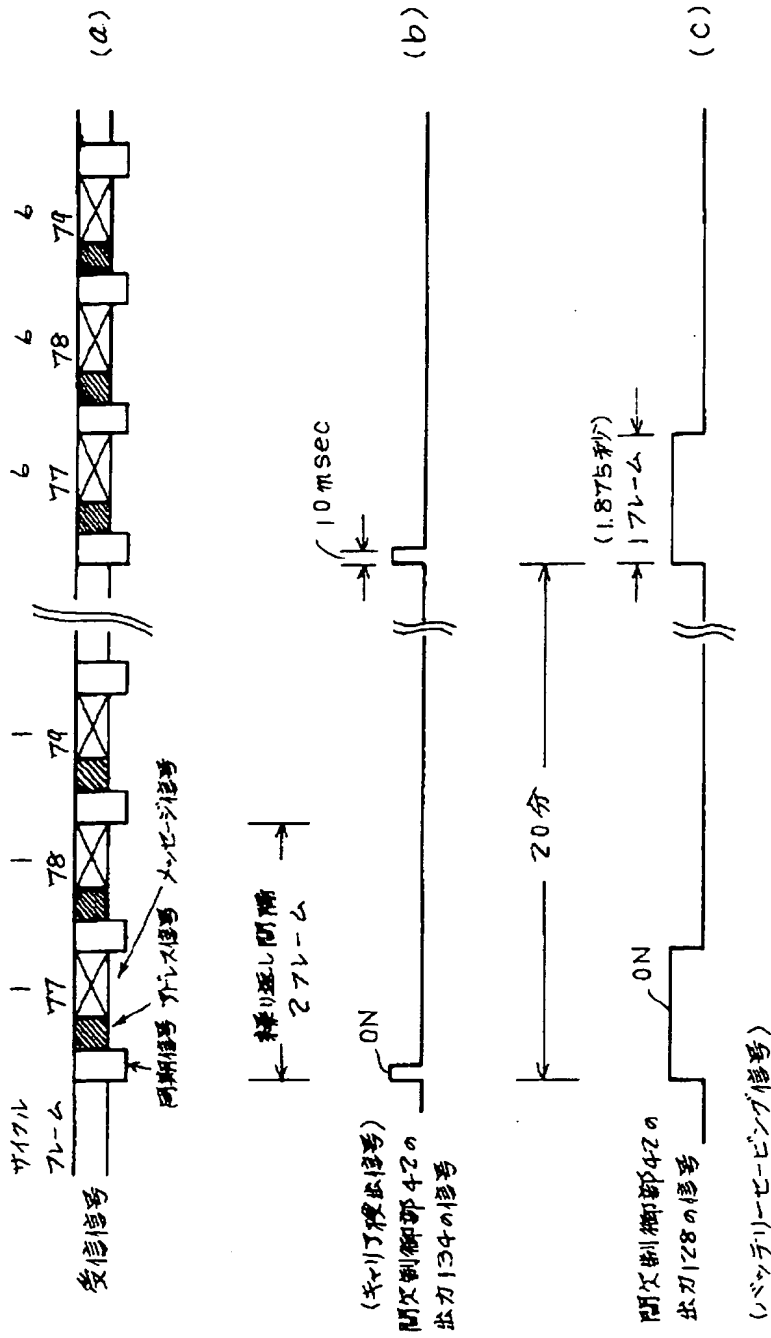 サイクル 1 1 1 6 6 6
フレーム 77 78 79 77 78 79
受信信号
(a)
同期信号 アドレス信号 メッセージ信号
繰り返し間隔
2フレーム
10msec
ON
(キャリア検出信号)
間欠制御部42の
出力134の信号
(b)
20分
(1.875秒)
1フレーム
ON
間欠制御部42の
出力128の信号
(c)
(バッテリーセービング信号)